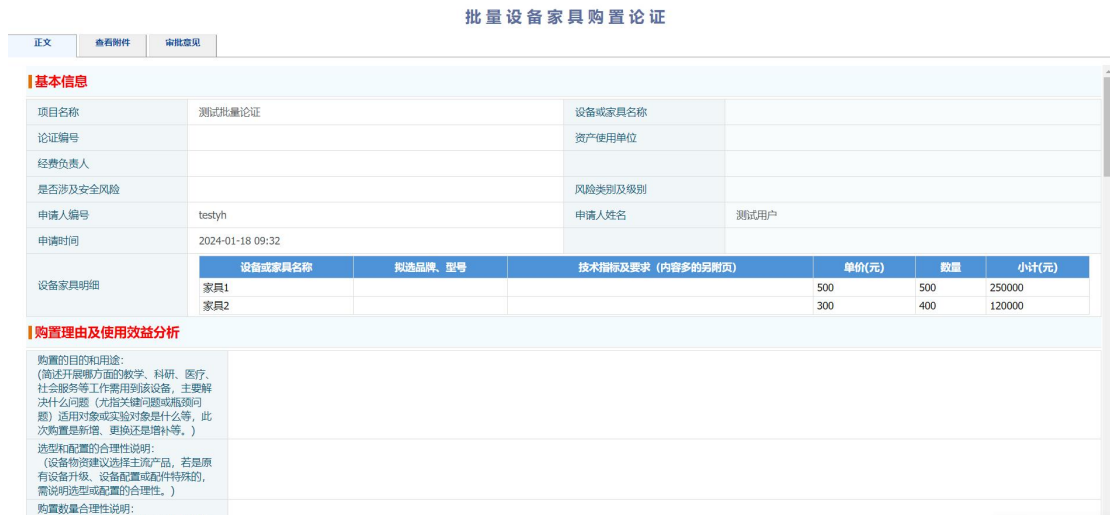 批量设备家具购置论证
正文 查看附件 审批意见
基本信息
项目名称 测试批量论证 设备或家具名称
论证编号 资产使用单位
经费负责人
是否涉及安全风险 风险类别及级别
申请人编号 testyh 申请人姓名 测试用户
申请时间 2024-01-18 09:32
设备或家具名称 拟选品牌、型号 技术指标及要求（内容多的另附页） 单价(元) 数量 小计(元)
设备家具明细
家具1 500 500 250000
家具2 300 400 120000
购置理由及使用效益分析
购置的目的和用途:
(简述开展哪方面的教学、科研、医疗、
社会服务等工作需用到该设备，主要解
决什么问题（尤指关键问题或瓶颈问
题）适用对象或实验对象是什么等，此
次购置是新增、更换还是增补等。)
选型和配置的合理性说明:
（设备物资建议选择主流产品，若是原
有设备升级、设备配置或配件特殊的，
需说明选型或配置的合理性。)
购置数量合理性说明: